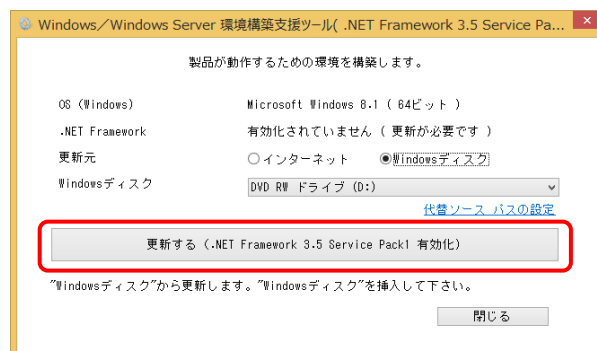 Windows／Windows Server 環境構築支援ツール( .NET Framework 3.5 Service Pa...
製品が動作するための環境を構築します。
OS (Windows) Microsoft Windows 8.1 ( 64ビット )
.NET Framework 有効化されていません ( 更新が必要です )
更新元 インターネット Windowsディスク
Windowsディスク DVD RW ドライブ (D:)
代替ソース パスの設定
更新する (.NET Framework 3.5 Service Pack1 有効化)
"Windowsディスク"から更新します。"Windowsディスク"を挿入して下さい。
閉じる